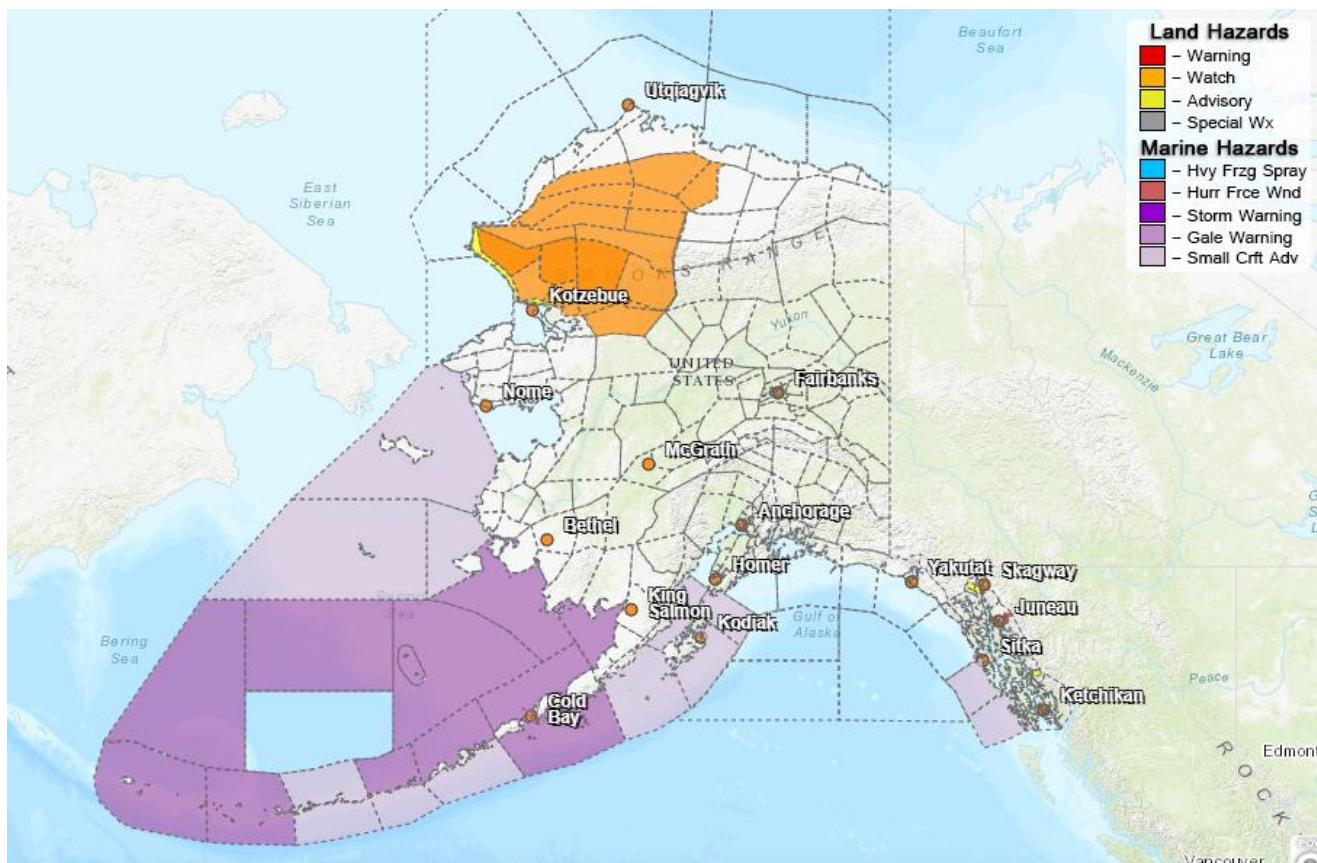 Land Hazards
– Warning
– Watch
– Advisory
– Special Wx
Marine Hazards
– Hvy Frzg Spray
– Hurr Frce Wnd
– Storm Warning
– Gale Warning
– Small Crft Adv
Beaufort
Sea
Utqiagvik
East
Siberian
Sea
Kotzebue
Yukon
UNITED
STATES
Great Bear
Lake
Mackenzie
Fairbanks
Nome
McGrath
Anchorage
Bethel
Homer
Yakutat
Skagway
King
Salmon
Kodiak
Gulf of
Alaska
Juneau
Bering
Sea
Sitka
Peace
Ketchikan
Cold
Bay
ROCK
Edmont
Vancouver